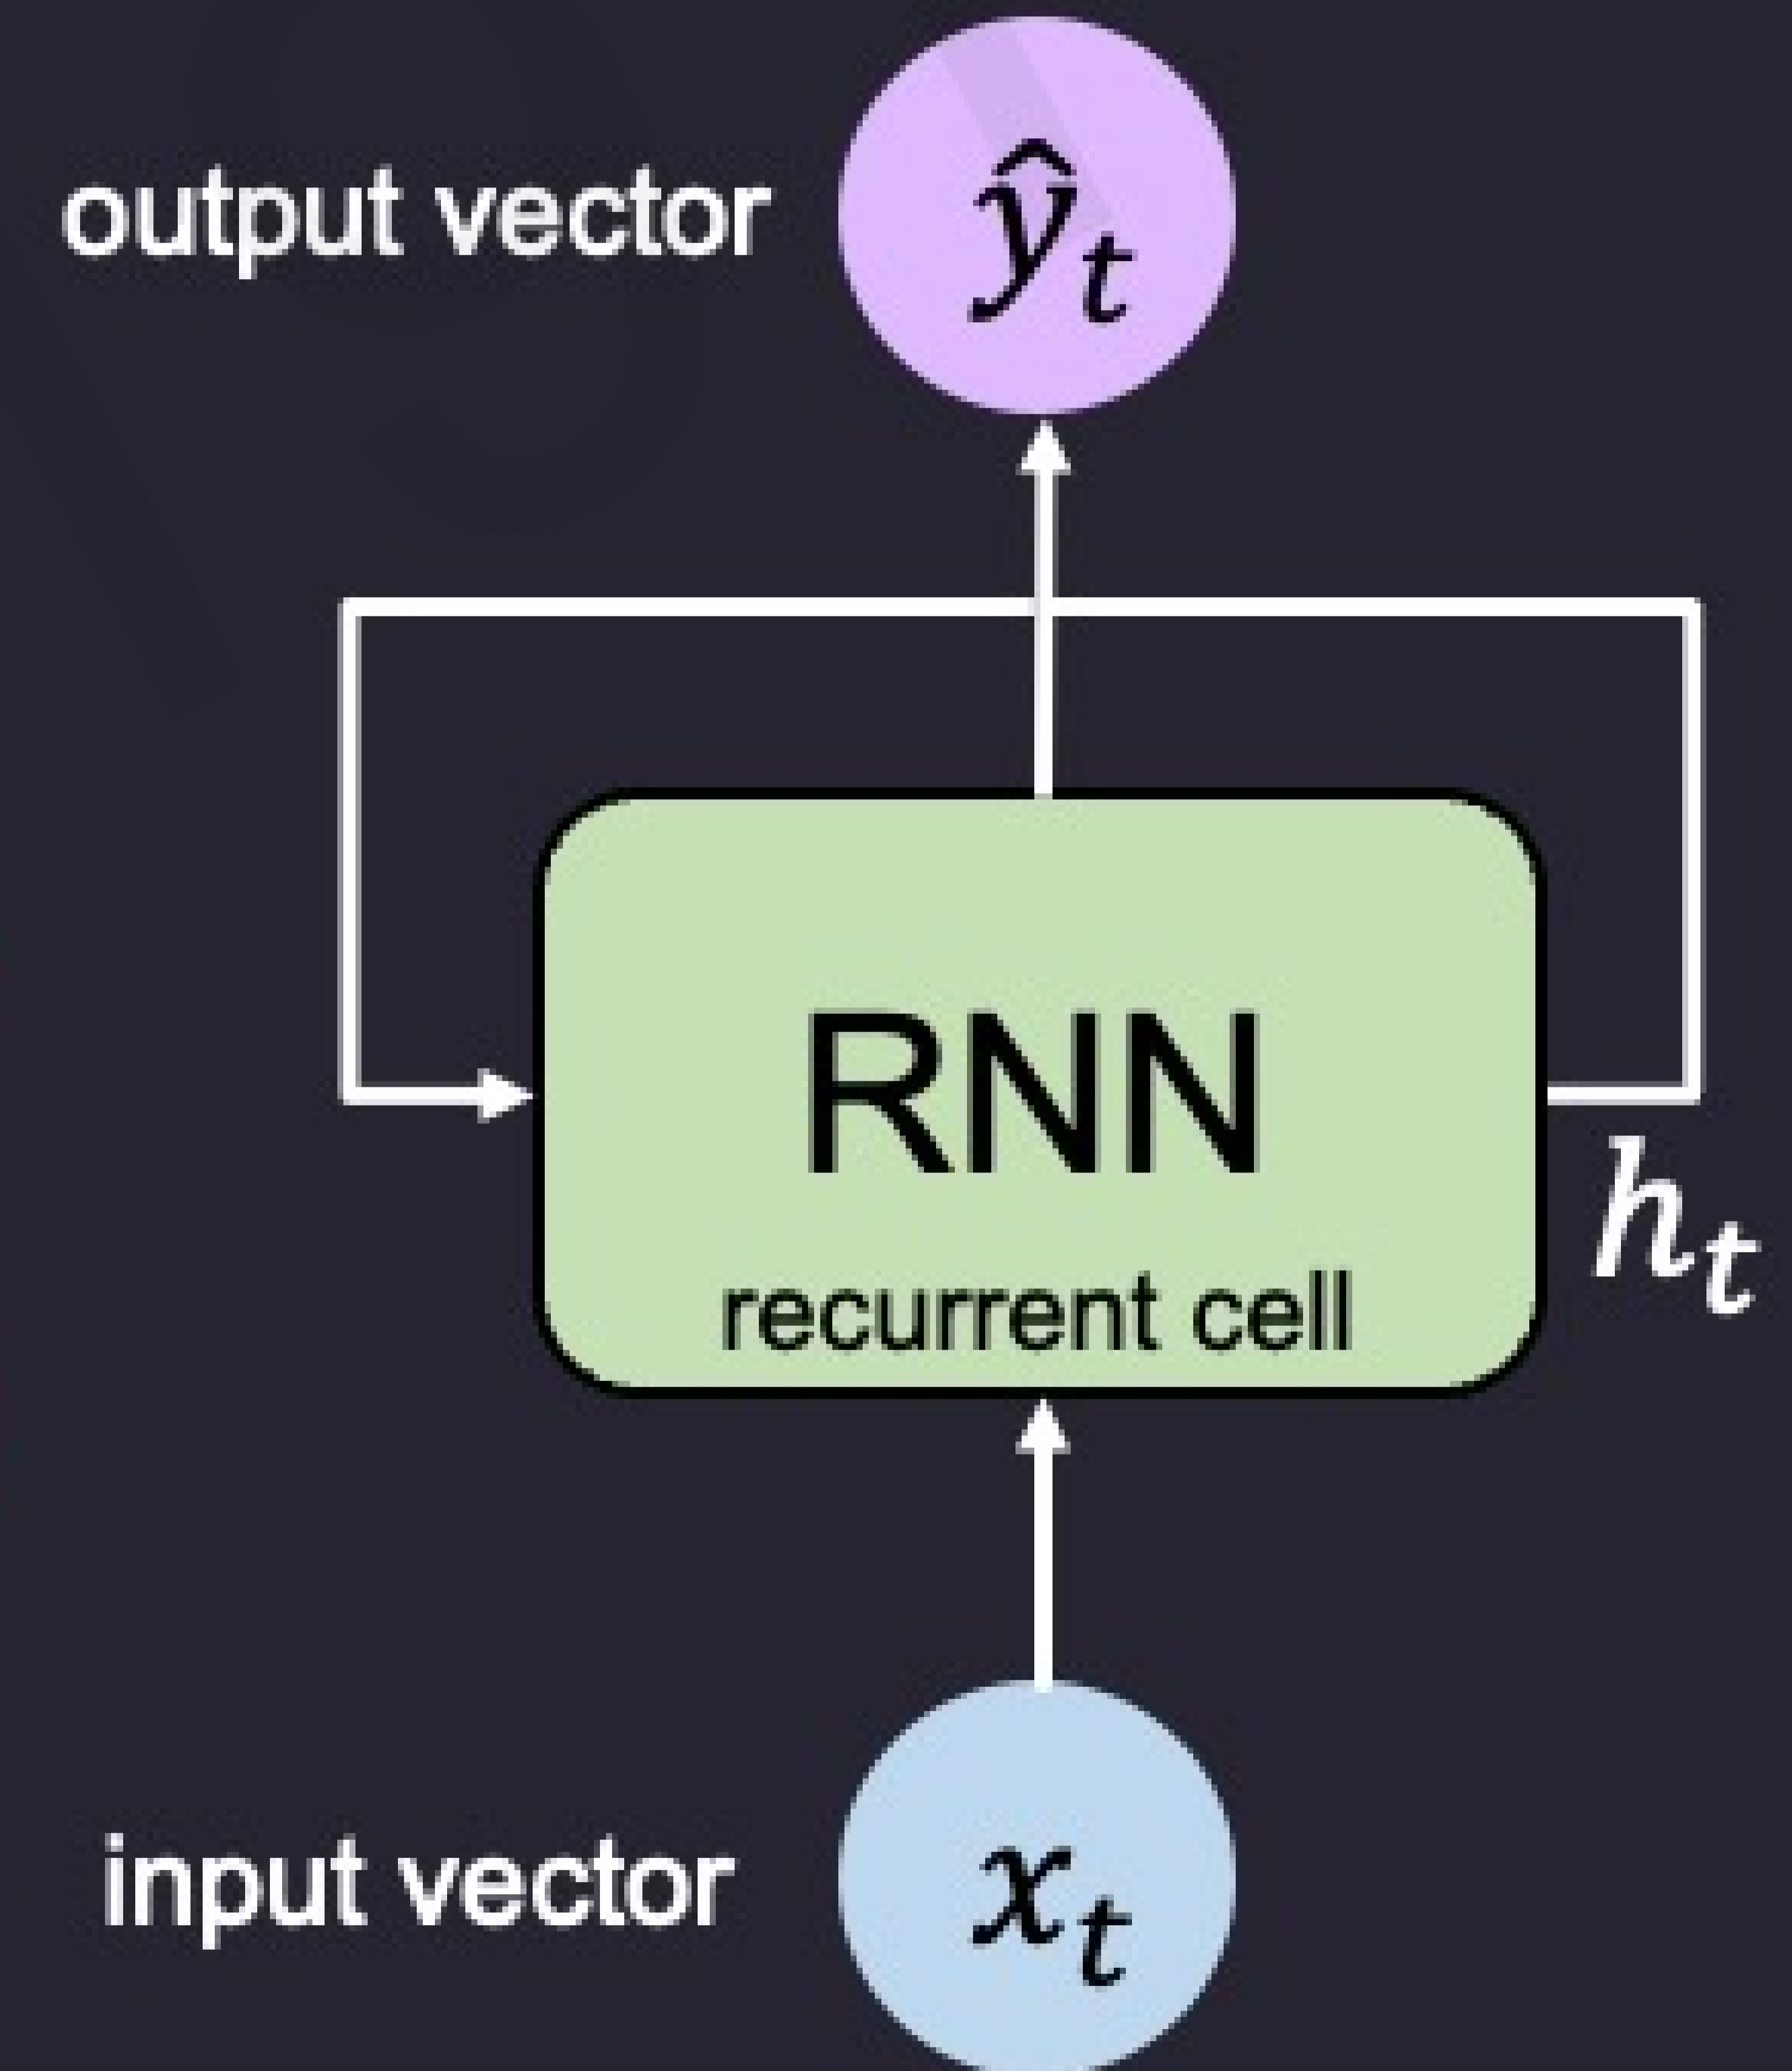 output vector
ŷt
RNN
recurrent cell
ht
input vector
xt